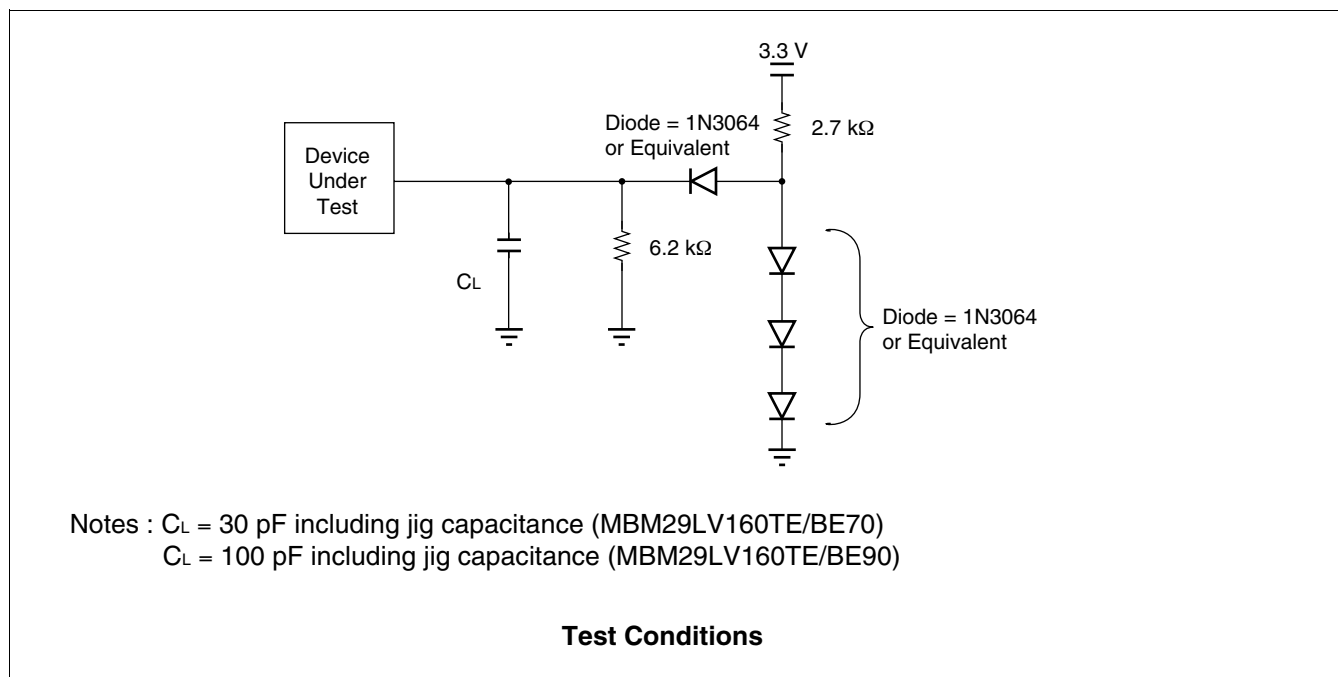 3.3 V
Diode = 1N3064
or Equivalent
2.7 kΩ
Device
Under
Test
6.2 kΩ
CL
Diode = 1N3064
or Equivalent
Notes : CL = 30 pF including jig capacitance (MBM29LV160TE/BE70)
CL = 100 pF including jig capacitance (MBM29LV160TE/BE90)
Test Conditions